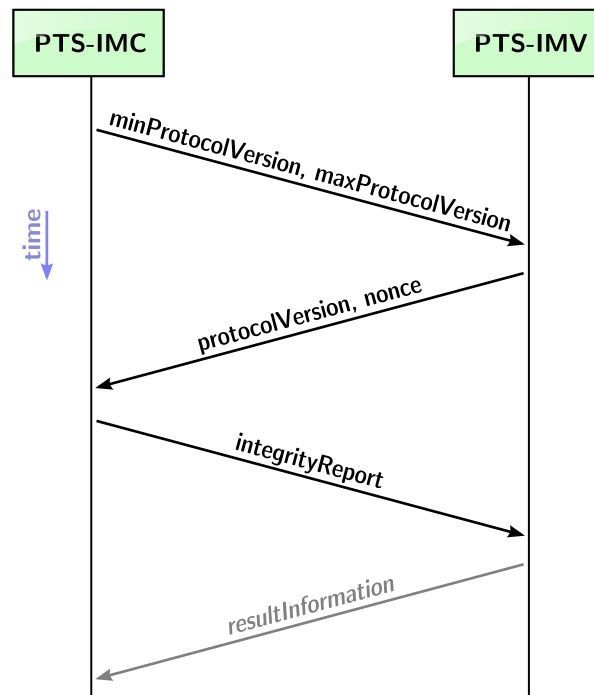 PTS-IMC
PTS-IMV
minProtocolVersion, maxProtocolVersion
time
protocolVersion, nonce
integrityReport
resultInformation